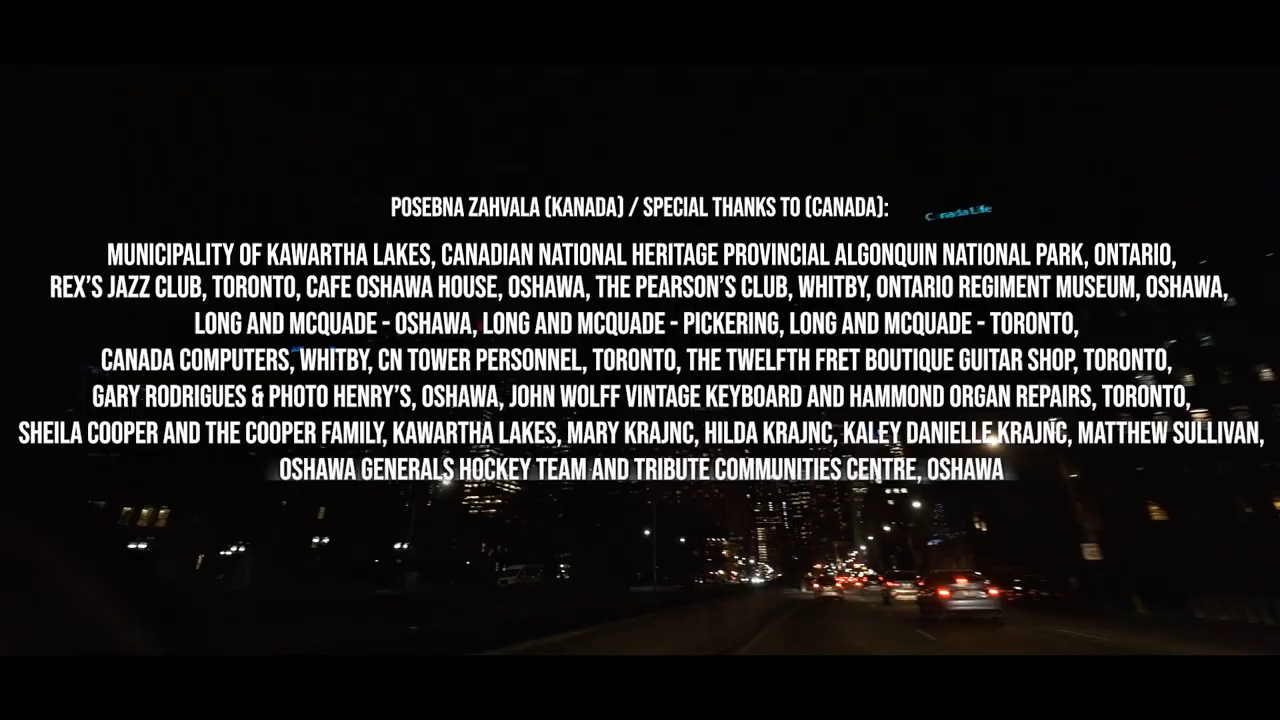 POSEBNA ZAHVALA (KANADA) / SPECIAL THANKS TO (CANADA):
Canada Life
MUNICIPALITY OF KAWARTHA LAKES, CANADIAN NATIONAL HERITAGE PROVINCIAL ALGONQUIN NATIONAL PARK, ONTARIO,
REX'S JAZZ CLUB, TORONTO, CAFE OSHAWA HOUSE, OSHAWA, THE PEARSON'S CLUB, WHITBY, ONTARIO REGIMENT MUSEUM, OSHAWA,
LONG AND MCQUADE - OSHAWA, LONG AND MCQUADE - PICKERING, LONG AND MCQUADE - TORONTO,
CANADA COMPUTERS, WHITBY, CN TOWER PERSONNEL, TORONTO, THE TWELFTH FRET BOUTIQUE GUITAR SHOP, TORONTO,
GARY RODRIGUES & PHOTO HENRY'S, OSHAWA, JOHN WOLFF VINTAGE KEYBOARD AND HAMMOND ORGAN REPAIRS, TORONTO,
SHEILA COOPER AND THE COOPER FAMILY, KAWARTHA LAKES, MARY KRAJNC, HILDA KRAJNC, KALEY DANIELLE KRAJNC, MATTHEW SULLIVAN,
OSHAWA GENERALS HOCKEY TEAM AND TRIBUTE COMMUNITIES CENTRE, OSHAWA